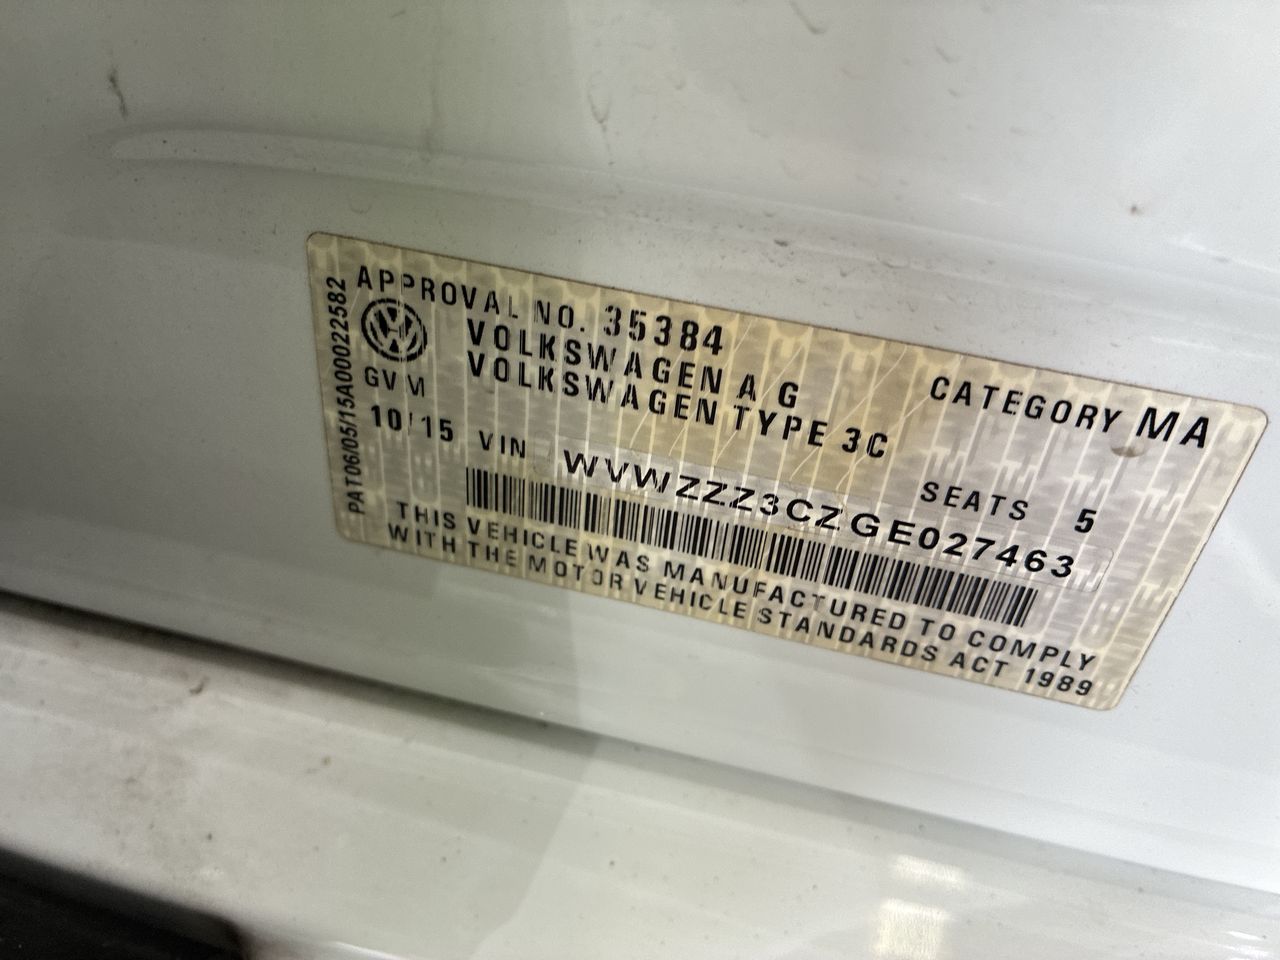 APPROVAL NO. 35384
VOLKSWAGEN AG
CATEGORY MA
VOLKSWAGEN TYPE 3C
GVM
10/15
VIN
SEATS 5
WVWZZZ3CZGE027463
THIS VEHICLE WAS MANUFACTURED TO COMPLY
WITH THE MOTOR VEHICLE STANDARDS ACT 1989
PAT06/05/15A00022582